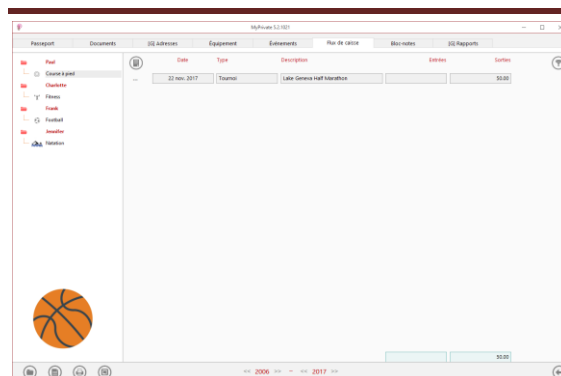 MyPrivate 5.2.1021
Passeport Documents Adresses Équipement Événements Flux de caisse Bloc-notes Rapports
Date Type Description Entrées Sorties
Paul
Course à pied
Charlotte
Fitness
Frank
Football
Jennifer
Natation
... 22 nov. 2017 Tournoi Lake Geneva Half Marathon 50.00
50.00
<< 2006 >> – << 2017 >>